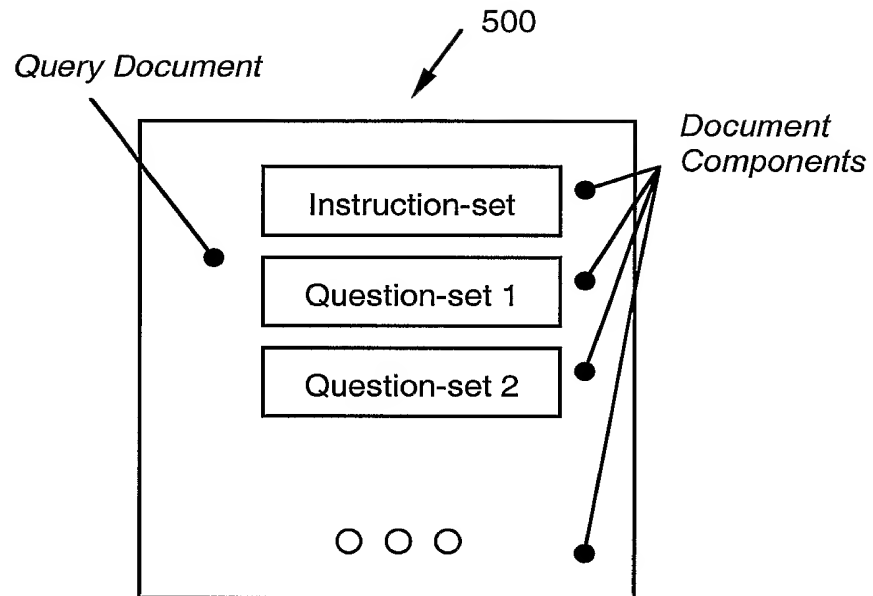 500
Query Document
Document
Components
Instruction-set
Question-set 1
Question-set 2